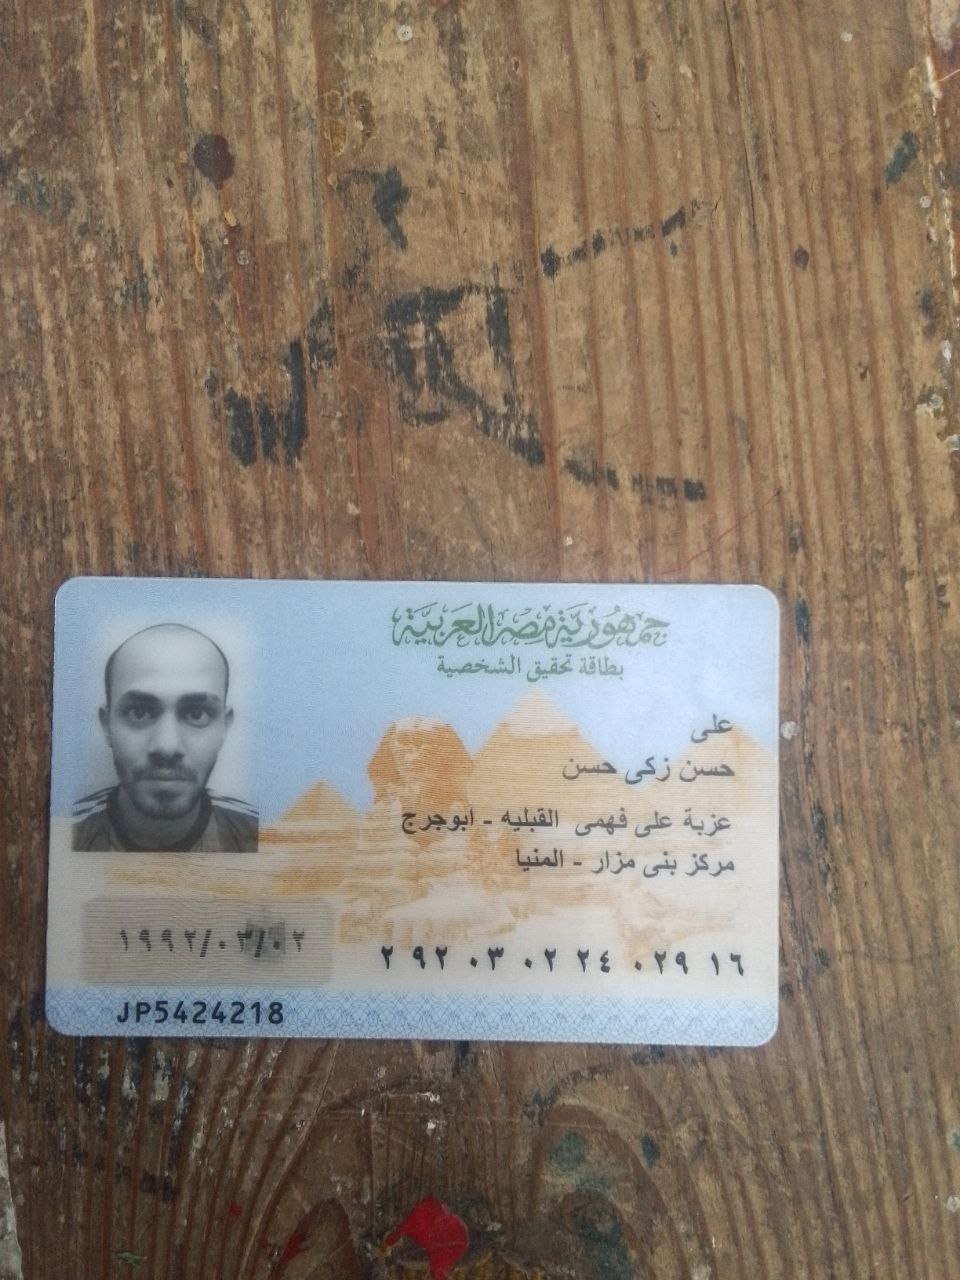 جمهورية مصر العربية
بطاقة تحقيق الشخصية
على
حسن زكى حسن
عزبة على فهمى القبليه - ابوجرج
مركز بنى مزار - المنيا
١٩٩٢/٠٣/٠٢
٢ ٩٢ ٠٣ ٠٢ ٢٤ ٠٢٩ ١٦
JP5424218